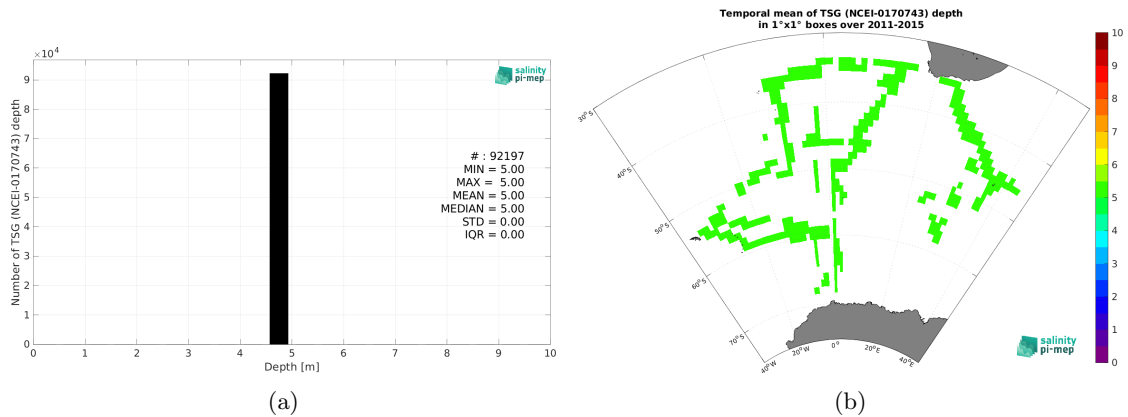 ×10⁴
Number of TSG (NCEI-0170743) depth
9
8
7
6
5
4
3
2
1
0
salinity
pi-mep
# : 92197
MIN = 5.00
MAX = 5.00
MEAN = 5.00
MEDIAN = 5.00
STD = 0.00
IQR = 0.00
0 1 2 3 4 5 6 7 8 9 10
Depth [m]
(a)
Temporal mean of TSG (NCEI-0170743) depth
in 1°x1° boxes over 2011-2015
30°S
40°S
50°S
60°S
70°S
40°W
20°W
0°
20°E
40°E
10
9
8
7
6
5
4
3
2
1
0
salinity
pi-mep
(b)